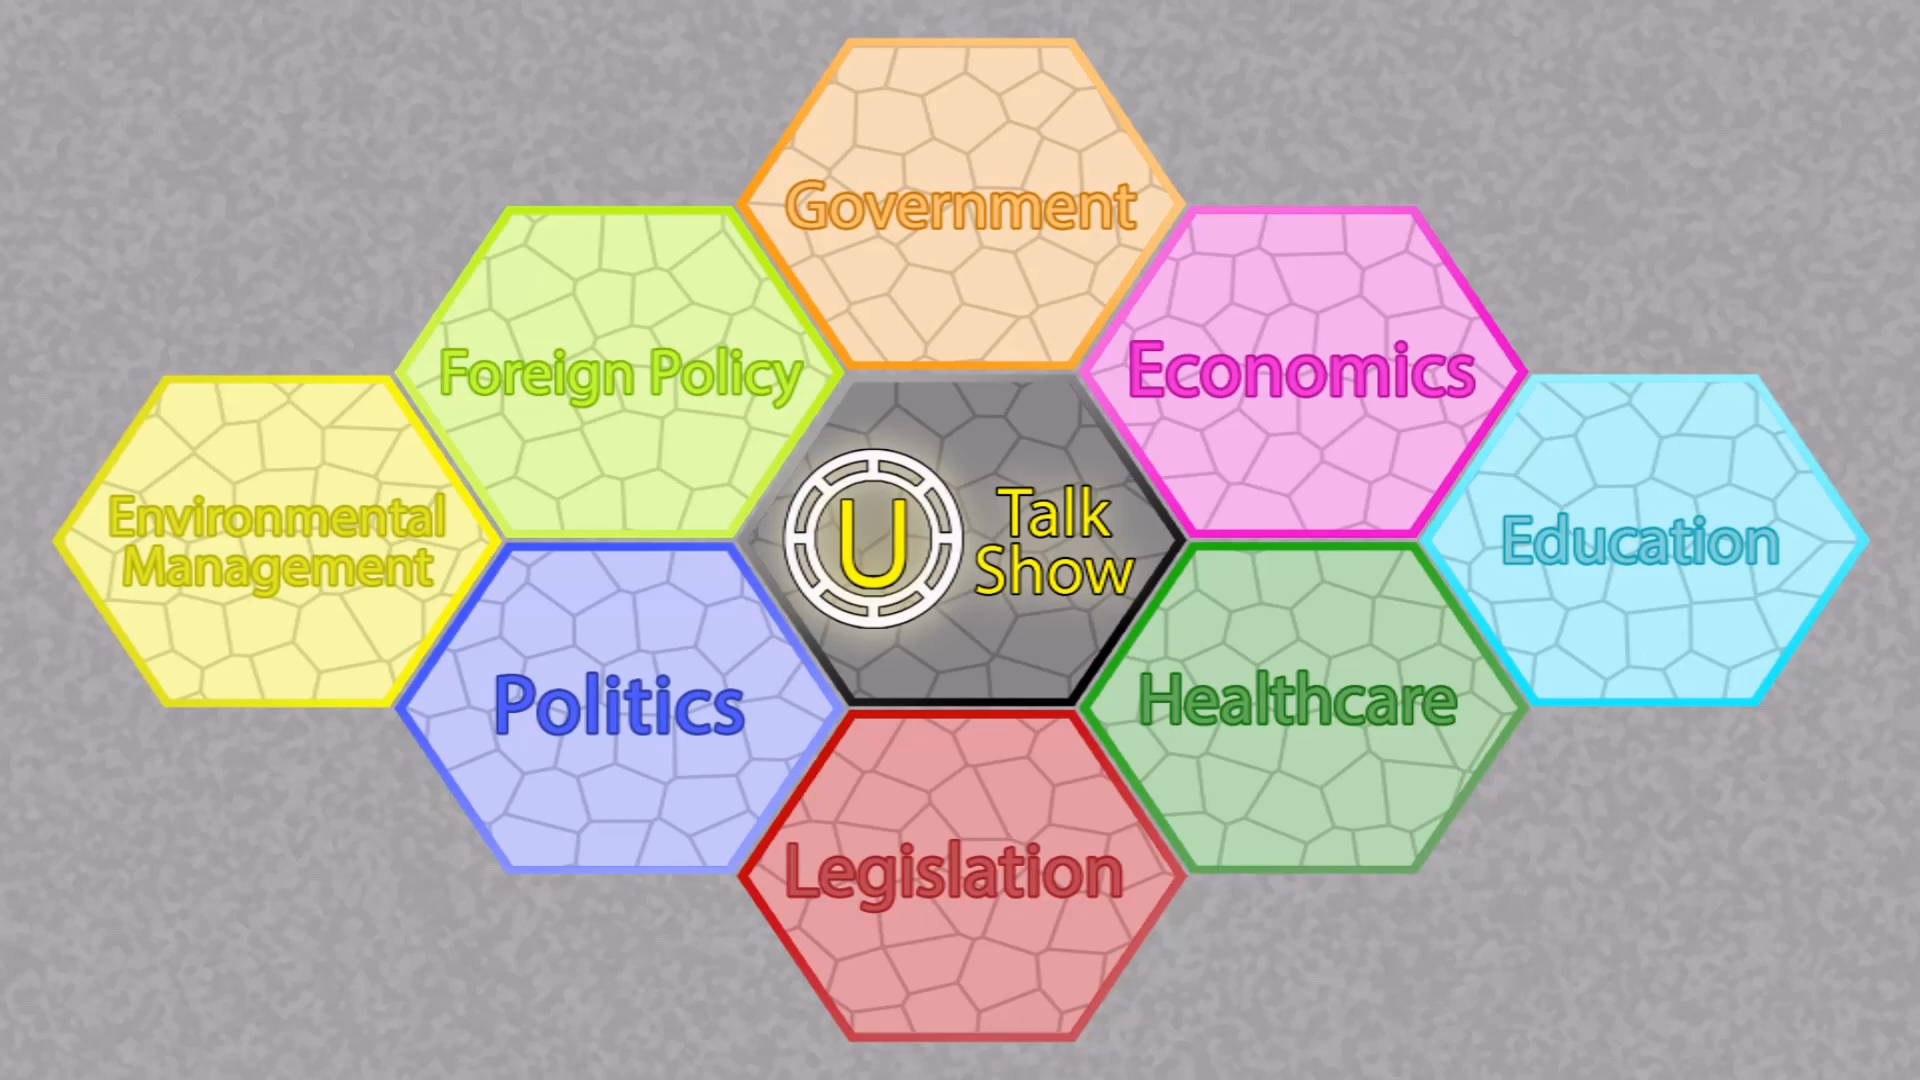 Government
Foreign Policy
Economics
Environmental
Management
U
Talk
Show
Education
Politics
Healthcare
Legislation